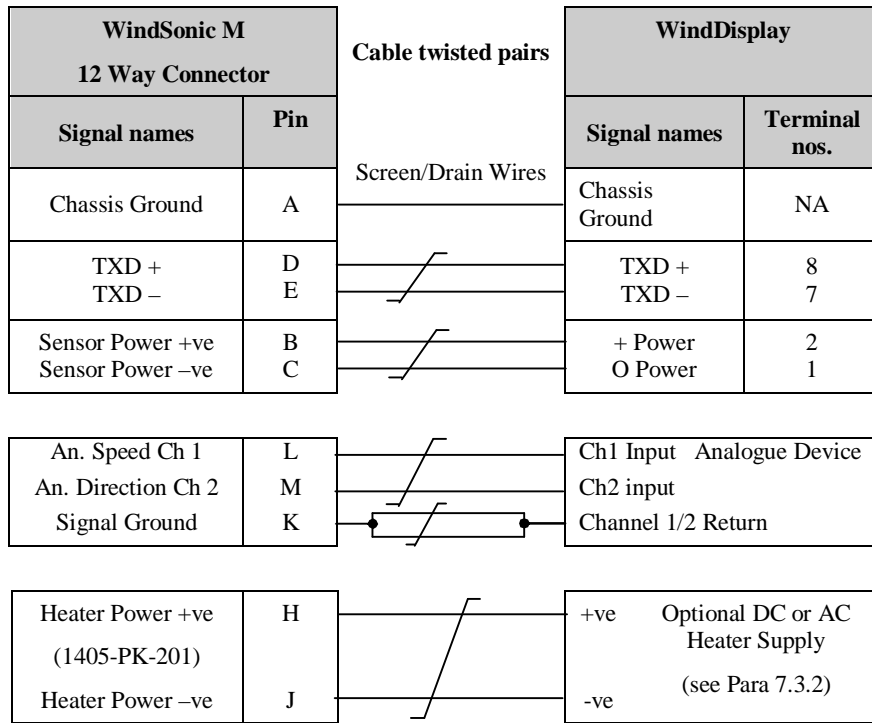 WindSonic M
12 Way Connector
Cable twisted pairs
WindDisplay
Signal names Pin
Signal names Terminal nos.
Screen/Drain Wires
Chassis Ground A
Chassis Ground NA
TXD + D TXD + 8
TXD – E TXD – 7
Sensor Power +ve B + Power 2
Sensor Power –ve C O Power 1
An. Speed Ch 1 L Ch1 Input Analogue Device
An. Direction Ch 2 M Ch2 input
Signal Ground K Channel 1/2 Return
Heater Power +ve H +ve Optional DC or AC
Heater Supply
(1405-PK-201)
(see Para 7.3.2)
Heater Power –ve J -ve